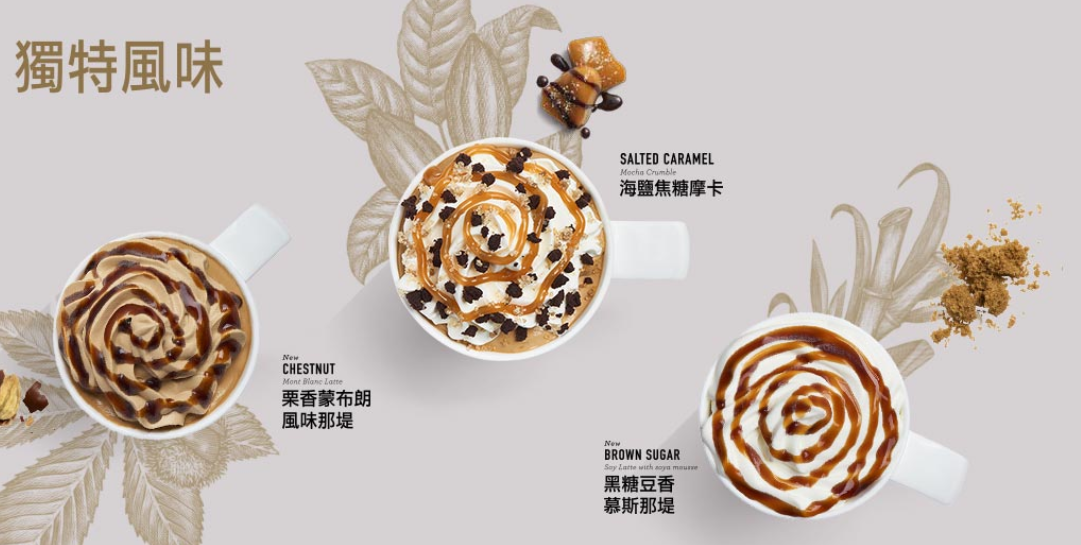 獨特風味
SALTED CARAMEL
Mocha Crumble
海鹽焦糖摩卡
New
CHESTNUT
Mont Blanc Latte
栗香蒙布朗
風味那堤
New
BROWN SUGAR
Soy Latte with soya mousse
黑糖豆香
慕斯那堤